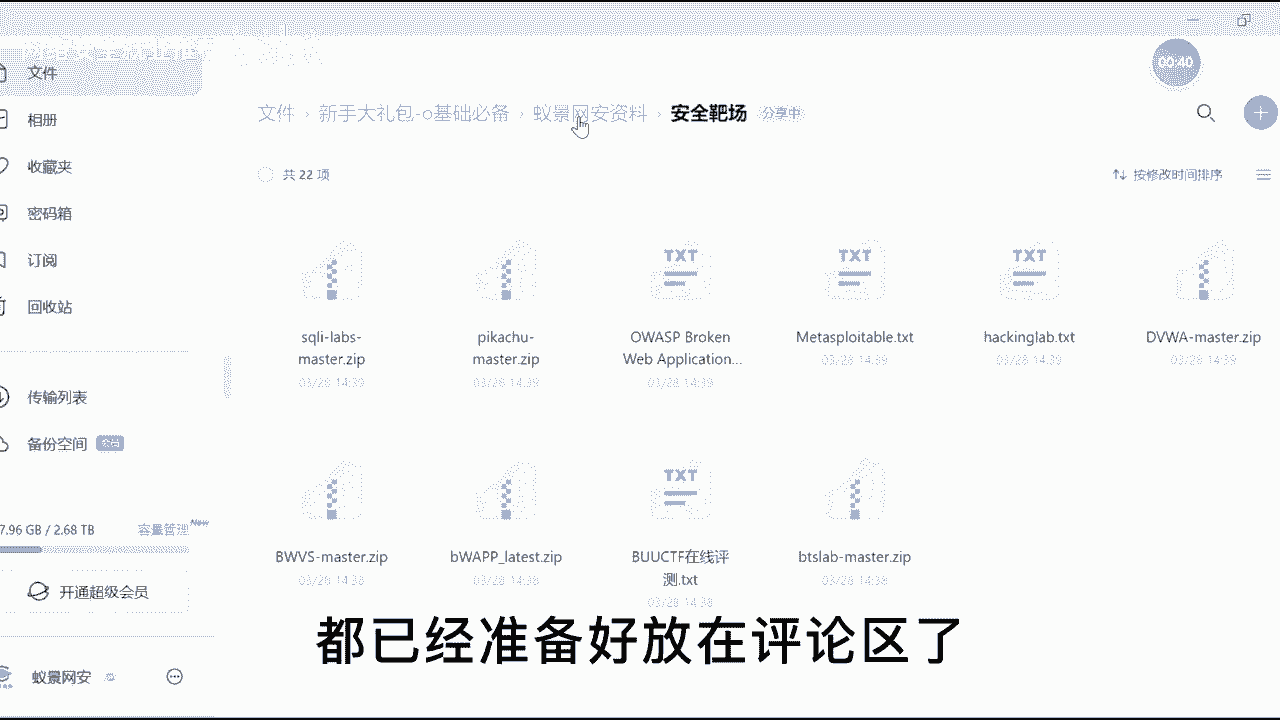 文件
00:40
文件 › 新手大礼包-o基础必备 › 蚁景网安资料 › 安全靶场 分享中
相册
共 22 项
按修改时间排序
收藏夹
密码箱
订阅
回收站
sqli-labs-
master.zip
03/28 14:39
pikachu-
master.zip
03/28 14:39
OWASP Broken
Web Application...
03/28 14:39
Metasploitable.txt
03/28 14:39
hackinglab.txt
03/28 14:39
DVWA-master.zip
03/28 14:39
传输列表
备份空间 会员
BWVS-master.zip
03/28 14:38
bWAPP_latest.zip
03/28 14:38
BUUCTF在线评
测.txt
03/28 14:38
btslab-master.zip
03/28 14:38
7.96 GB / 2.68 TB
容量管理 New
开通超级会员
都已经准备好放在评论区了
蚁景网安